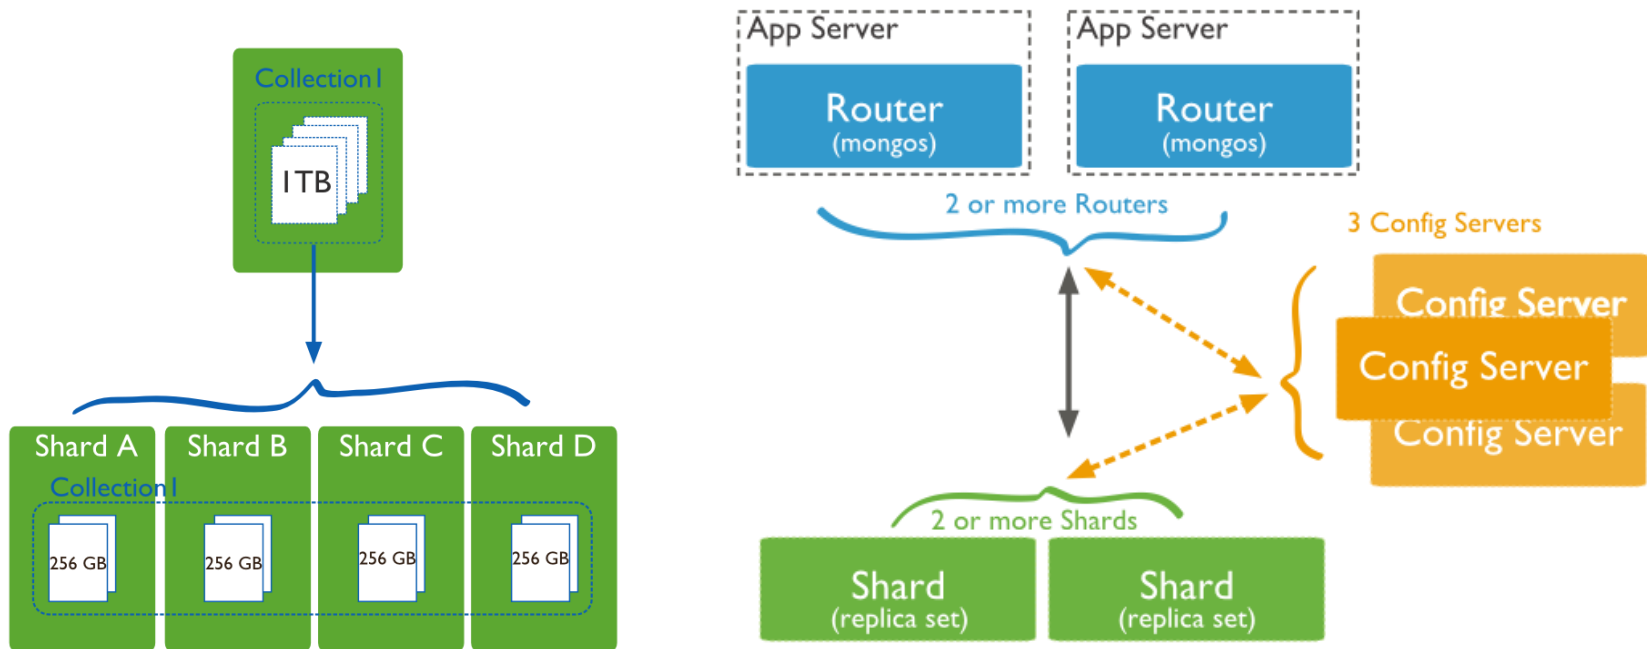 Collection1
1TB
Shard A
Shard B
Shard C
Shard D
Collection1
256 GB
256 GB
256 GB
256 GB
App Server
Router
(mongos)
App Server
Router
(mongos)
2 or more Routers
3 Config Servers
Config Server
Config Server
Config Server
2 or more Shards
Shard
(replica set)
Shard
(replica set)